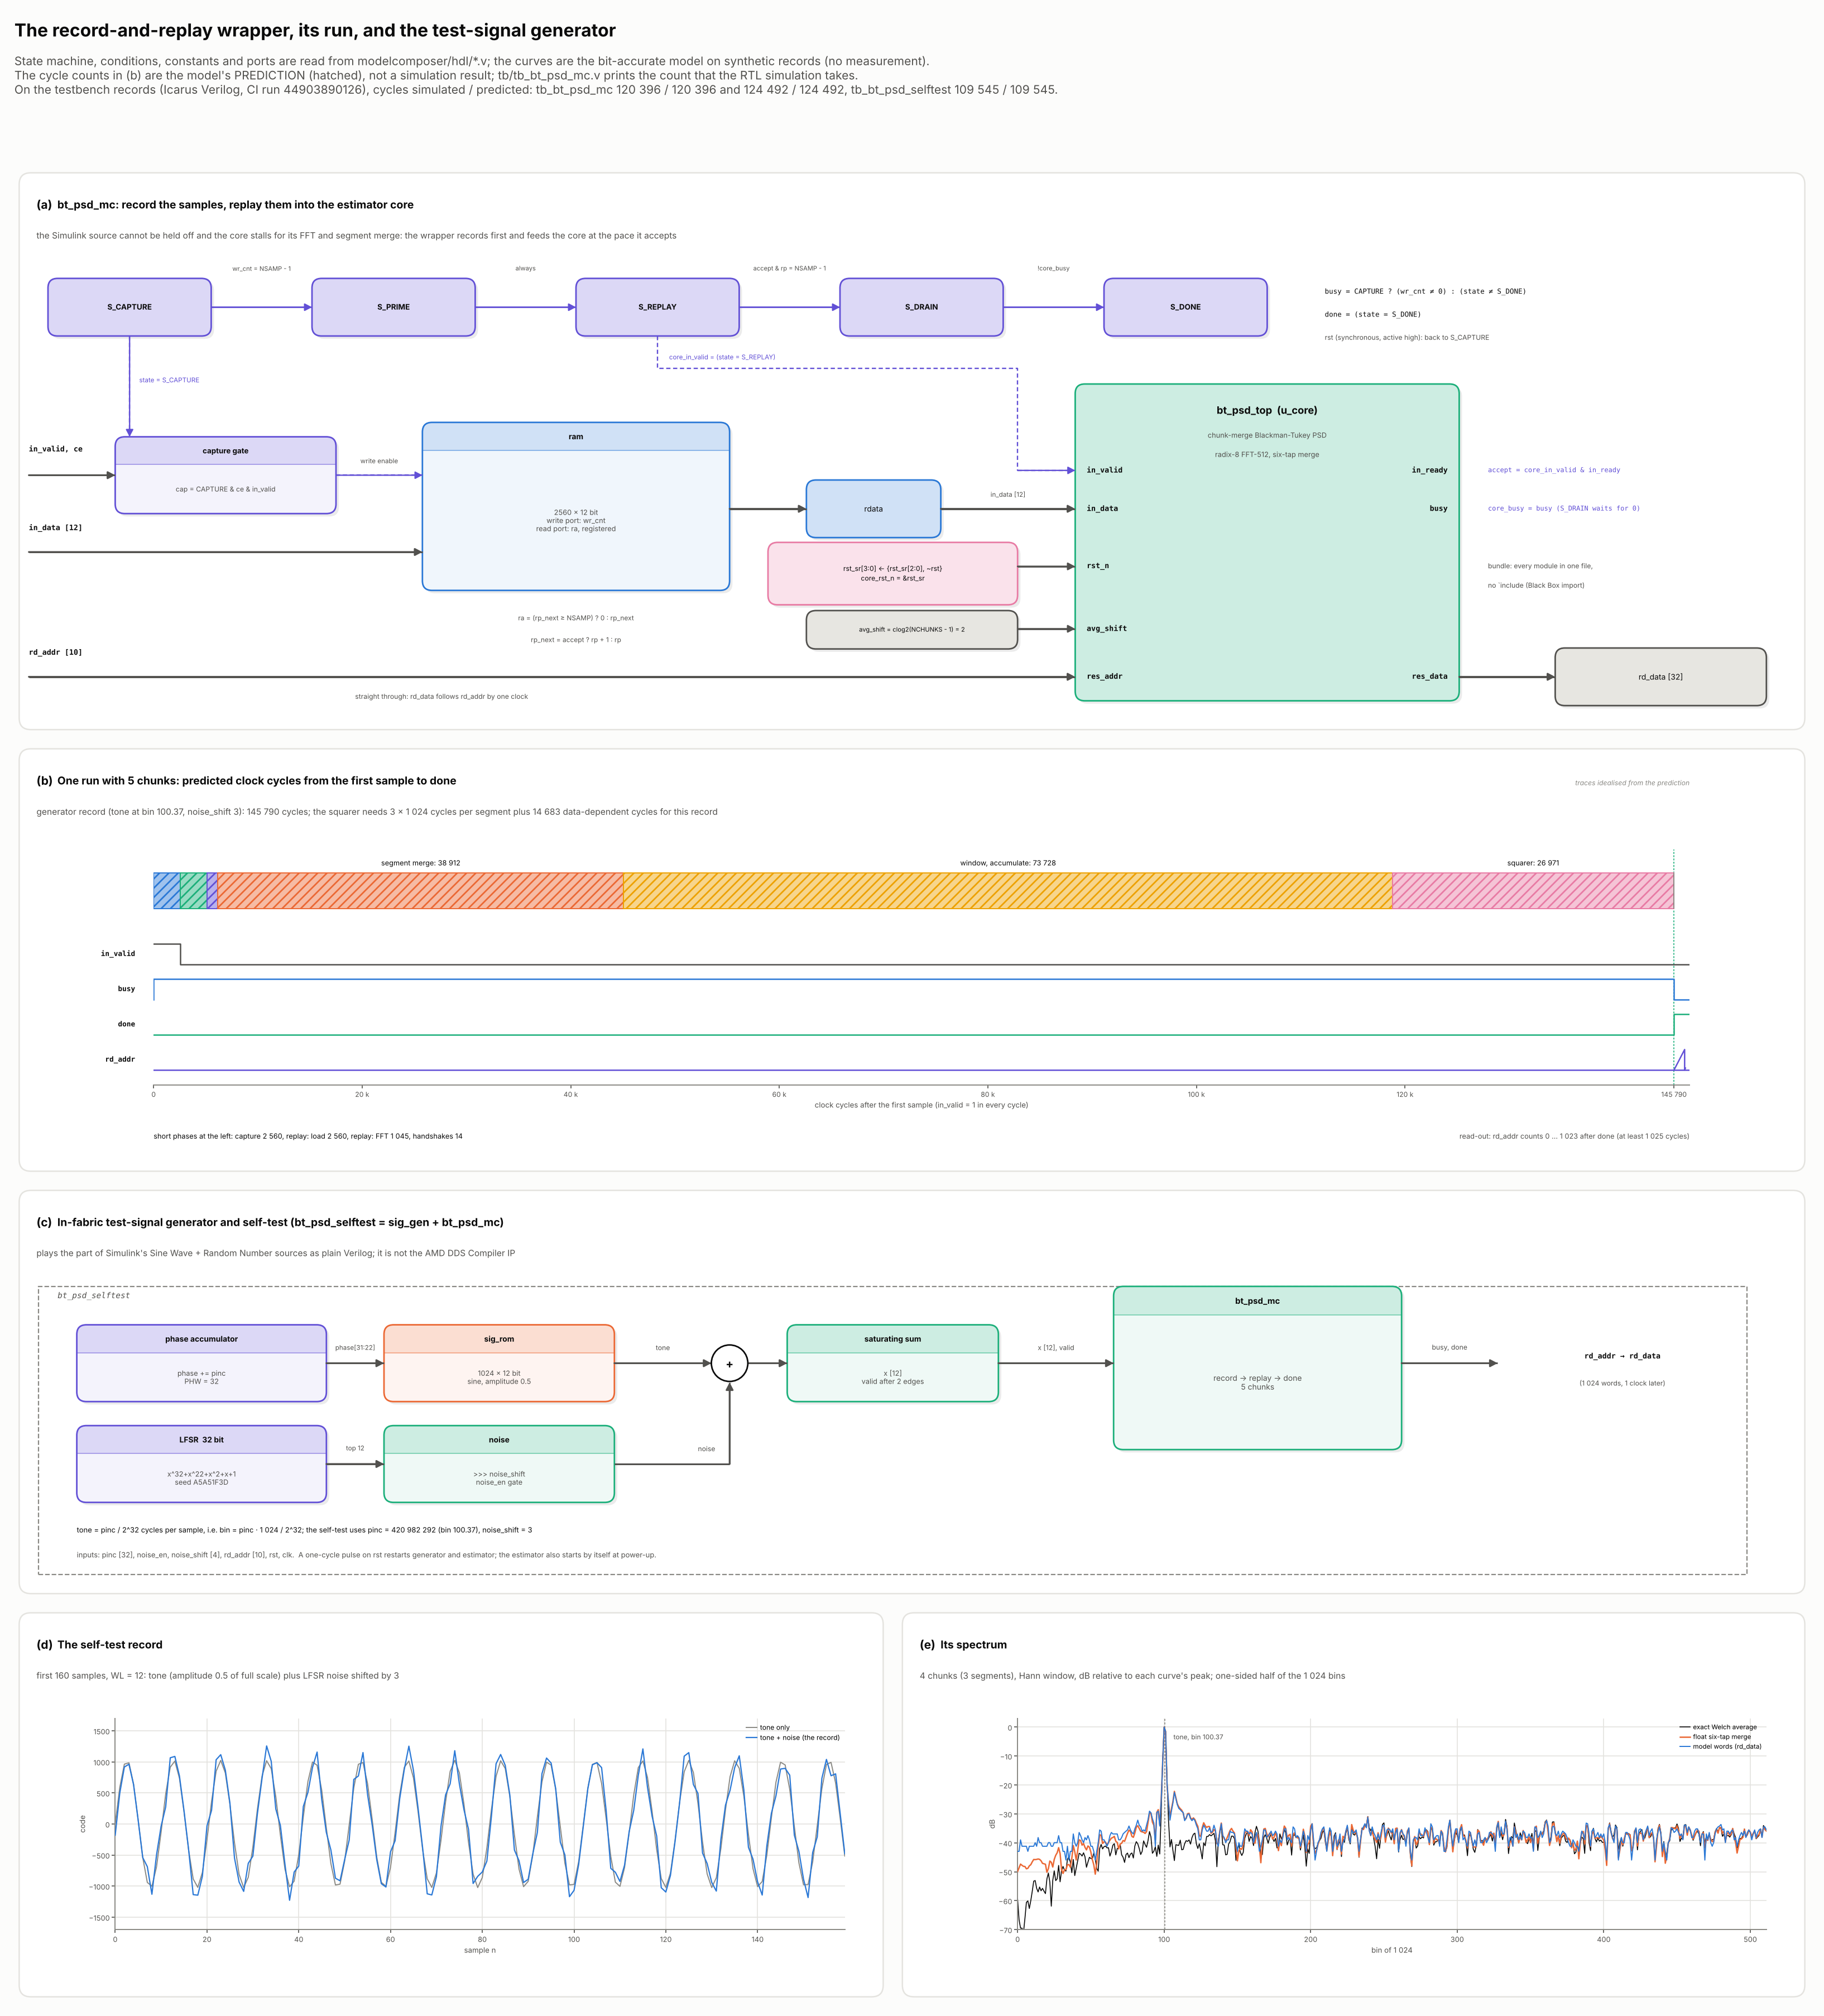 The record-and-replay wrapper, its run, and the test-signal generator
State machine, conditions, constants and ports are read from modelcomposer/hdl/*.v; the curves are the bit-accurate model on synthetic records (no measurement).
The cycle counts in (b) are the model's PREDICTION (hatched), not a simulation result; tb/tb_bt_psd_mc.v prints the count that the RTL simulation takes.
On the testbench records (Icarus Verilog, CI run 44903890126), cycles simulated / predicted: tb_bt_psd_mc 120 396 / 120 396 and 124 492 / 124 492, tb_bt_psd_selftest 109 545 / 109 545.
(a) bt_psd_mc: record the samples, replay them into the estimator core
the Simulink source cannot be held off and the core stalls for its FFT and segment merge: the wrapper records first and feeds the core at the pace it accepts
wr_cnt = NSAMP - 1
always
accept & rp = NSAMP - 1
!core_busy
S_CAPTURE
S_PRIME
S_REPLAY
S_DRAIN
S_DONE
busy = CAPTURE ? (wr_cnt ≠ 0) : (state ≠ S_DONE)
done = (state = S_DONE)
rst (synchronous, active high): back to S_CAPTURE
core_in_valid = (state = S_REPLAY)
state = S_CAPTURE
in_valid, ce
capture gate
cap = CAPTURE & ce & in_valid
write enable
in_data [12]
ram
2560 × 12 bit
write port: wr_cnt
read port: ra, registered
ra = (rp_next ≥ NSAMP) ? 0 : rp_next
rp_next = accept ? rp + 1 : rp
rdata
in_data [12]
rst_sr[3:0] ← {rst_sr[2:0], ~rst}
core_rst_n = &rst_sr
avg_shift = clog2(NCHUNKS - 1) = 2
rd_addr [10]
straight through: rd_data follows rd_addr by one clock
bt_psd_top (u_core)
chunk-merge Blackman-Tukey PSD
radix-8 FFT-512, six-tap merge
in_valid
in_ready
in_data
busy
rst_n
avg_shift
res_addr
res_data
accept = core_in_valid & in_ready
core_busy = busy (S_DRAIN waits for 0)
bundle: every module in one file,
no `include (Black Box import)
rd_data [32]
(b) One run with 5 chunks: predicted clock cycles from the first sample to done
traces idealised from the prediction
generator record (tone at bin 100.37, noise_shift 3): 145 790 cycles; the squarer needs 3 × 1 024 cycles per segment plus 14 683 data-dependent cycles for this record
segment merge: 38 912
window, accumulate: 73 728
squarer: 26 971
in_valid
busy
done
rd_addr
0
20 k
40 k
60 k
80 k
100 k
120 k
145 790
clock cycles after the first sample (in_valid = 1 in every cycle)
short phases at the left: capture 2 560, replay: load 2 560, replay: FFT 1 045, handshakes 14
read-out: rd_addr counts 0 ... 1 023 after done (at least 1 025 cycles)
(c) In-fabric test-signal generator and self-test (bt_psd_selftest = sig_gen + bt_psd_mc)
plays the part of Simulink's Sine Wave + Random Number sources as plain Verilog; it is not the AMD DDS Compiler IP
bt_psd_selftest
phase accumulator
phase += pinc
PHW = 32
phase[31:22]
sig_rom
1024 × 12 bit
sine, amplitude 0.5
tone
+
saturating sum
x [12]
valid after 2 edges
x [12], valid
bt_psd_mc
record → replay → done
5 chunks
busy, done
rd_addr → rd_data
(1 024 words, 1 clock later)
LFSR 32 bit
x^32+x^22+x^2+x+1
seed A5A51F3D
top 12
noise
>>> noise_shift
noise_en gate
noise
tone = pinc / 2^32 cycles per sample, i.e. bin = pinc · 1 024 / 2^32; the self-test uses pinc = 420 982 292 (bin 100.37), noise_shift = 3
inputs: pinc [32], noise_en, noise_shift [4], rd_addr [10], rst, clk. A one-cycle pulse on rst restarts generator and estimator; the estimator also starts by itself at power-up.
(d) The self-test record
first 160 samples, WL = 12: tone (amplitude 0.5 of full scale) plus LFSR noise shifted by 3
tone only
tone + noise (the record)
1500
1000
500
0
−500
−1000
−1500
code
0
20
40
60
80
100
120
140
sample n
(e) Its spectrum
4 chunks (3 segments), Hann window, dB relative to each curve's peak; one-sided half of the 1 024 bins
exact Welch average
float six-tap merge
model words (rd_data)
tone, bin 100.37
0
−10
−20
−30
−40
−50
−60
−70
dB
0
100
200
300
400
500
bin of 1 024